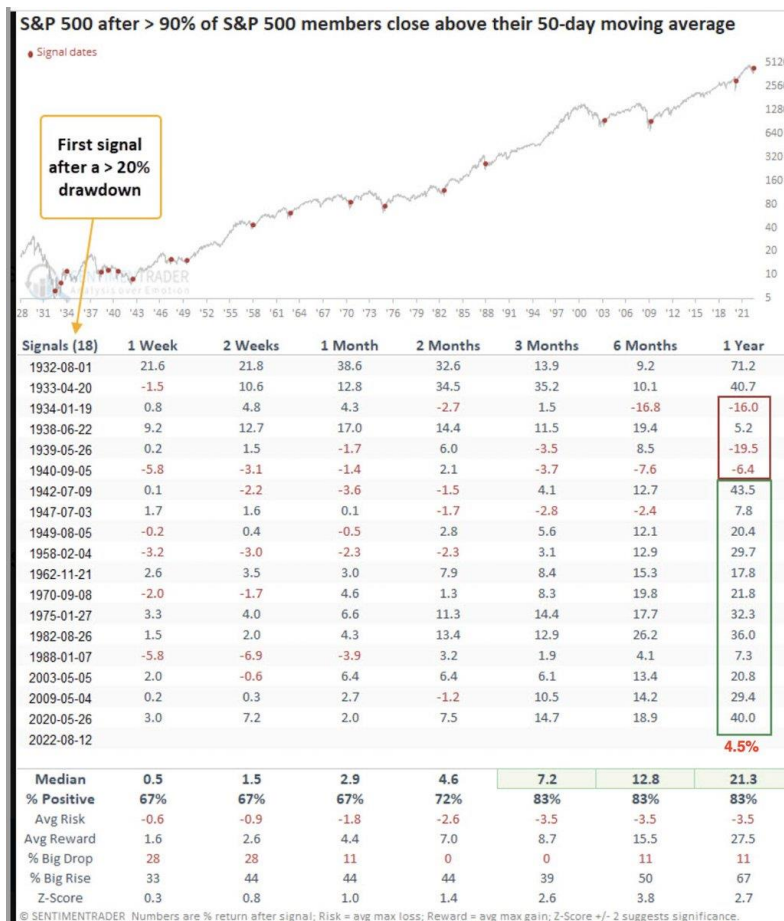 S&P 500 after > 90% of S&P 500 members close above their 50-day moving average
Signal dates
First signal
after a > 20%
drawdown
5120
2560
1280
640
320
160
80
40
20
10
5
SENTIMENTRADER
Analysis Over Emotion
28 '31 '34 '37 '40 '43 '46 '49 '52 '55 '58 '61 '64 '67 '70 '73 '76 '79 '82 '85 '88 '91 '94 '97 '00 '03 '06 '09 '12 '15 '18 '21
Signals (18) 1 Week 2 Weeks 1 Month 2 Months 3 Months 6 Months 1 Year
1932-08-01 21.6 21.8 38.6 32.6 13.9 9.2 71.2
1933-04-20 -1.5 10.6 12.8 34.5 35.2 10.1 40.7
1934-01-19 0.8 4.8 4.3 -2.7 1.5 -16.8 -16.0
1938-06-22 9.2 12.7 17.0 14.4 11.5 19.4 5.2
1939-05-26 0.2 1.5 -1.7 6.0 -3.5 8.5 -19.5
1940-09-05 -5.8 -3.1 -1.4 2.1 -3.7 -7.6 -6.4
1942-07-09 0.1 -2.2 -3.6 -1.5 4.1 12.7 43.5
1947-07-03 1.7 1.6 0.1 -1.7 -2.8 -2.4 7.8
1949-08-05 -0.2 0.4 -0.5 2.8 5.6 12.1 20.4
1958-02-04 -3.2 -3.0 -2.3 -2.3 3.1 12.9 29.7
1962-11-21 2.6 3.5 3.0 7.9 8.4 15.3 17.8
1970-09-08 -2.0 -1.7 4.6 1.3 8.3 19.8 21.8
1975-01-27 3.3 4.0 6.6 11.3 14.4 17.7 32.3
1982-08-26 1.5 2.0 4.3 13.4 12.9 26.2 36.0
1988-01-07 -5.8 -6.9 -3.9 3.2 1.9 4.1 7.3
2003-05-05 2.0 -0.6 6.4 6.4 6.1 13.4 20.8
2009-05-04 0.2 0.3 2.7 -1.2 10.5 14.2 29.4
2020-05-26 3.0 7.2 2.0 7.5 14.7 18.9 40.0
2022-08-12 4.5%
Median 0.5 1.5 2.9 4.6 7.2 12.8 21.3
% Positive 67% 67% 67% 72% 83% 83% 83%
Avg Risk -0.6 -0.9 -1.8 -2.6 -3.5 -3.5 -3.5
Avg Reward 1.6 2.6 4.4 7.0 8.7 15.5 27.5
% Big Drop 28 28 11 0 0 11 11
% Big Rise 33 44 44 44 39 50 67
Z-Score 0.3 0.8 1.0 1.4 2.6 3.8 2.7
© SENTIMENTRADER Numbers are % return after signal; Risk = avg max loss; Reward = avg max gain; Z-Score +/- 2 suggests significance.